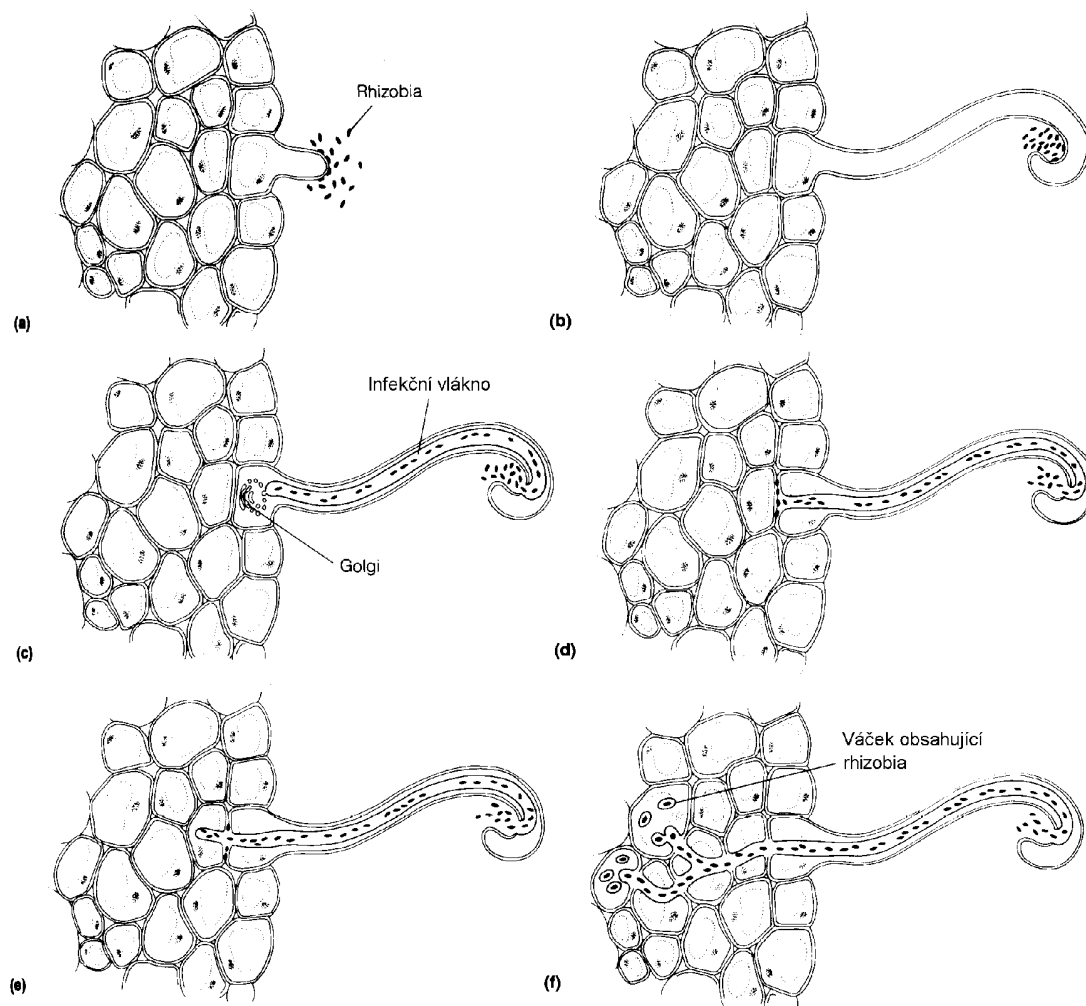 Rhizobia
(a)
(b)
Infekční vlákno
Golgi
(c)
(d)
Váček obsahující
rhizobia
(e)
(f)